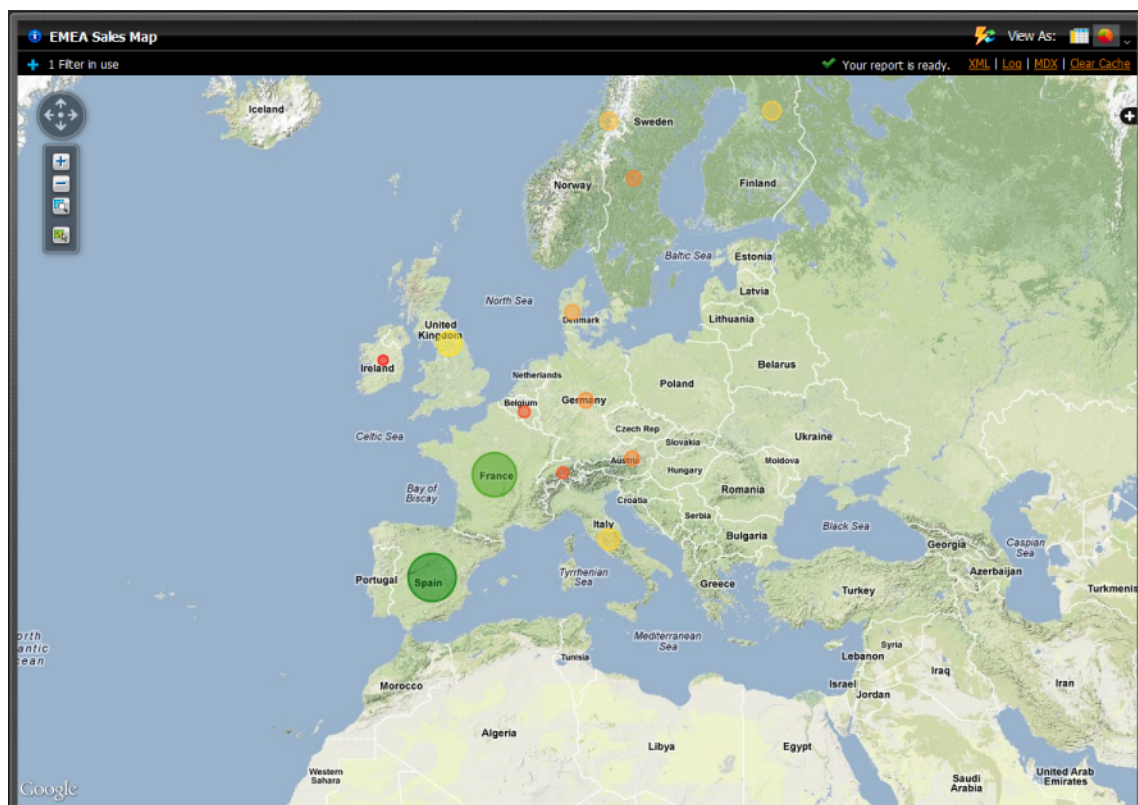 EMEA Sales Map
View As:
1 Filter in use
Your report is ready.
XML | Log | MDX | Clear Cache
Iceland
Sweden
Norway
Finland
Baltic Sea
Estonia
North Sea
Latvia
Denmark
Lithuania
United
Kingdom
Ireland
Belarus
Netherlands
Poland
Belgium
Germany
Celtic Sea
Czech Rep
Ukraine
Slovakia
Austria
Moldova
France
Hungary
Bay of
Biscay
Romania
Croatia
Serbia
Italy
Black Sea
Bulgaria
Georgia
Caspian
Sea
Portugal
Spain
Tyrrhenian
Sea
Azerbaijan
Greece
Turkey
Turkmenis
orth
antic
cean
Mediterranean
Sea
Syria
Tunisia
Lebanon
Iraq
Morocco
Israel
Jordan
Iran
Algeria
Libya
Egypt
Western
Sahara
Saudi
Arabia
United Arab
Emirates
Google